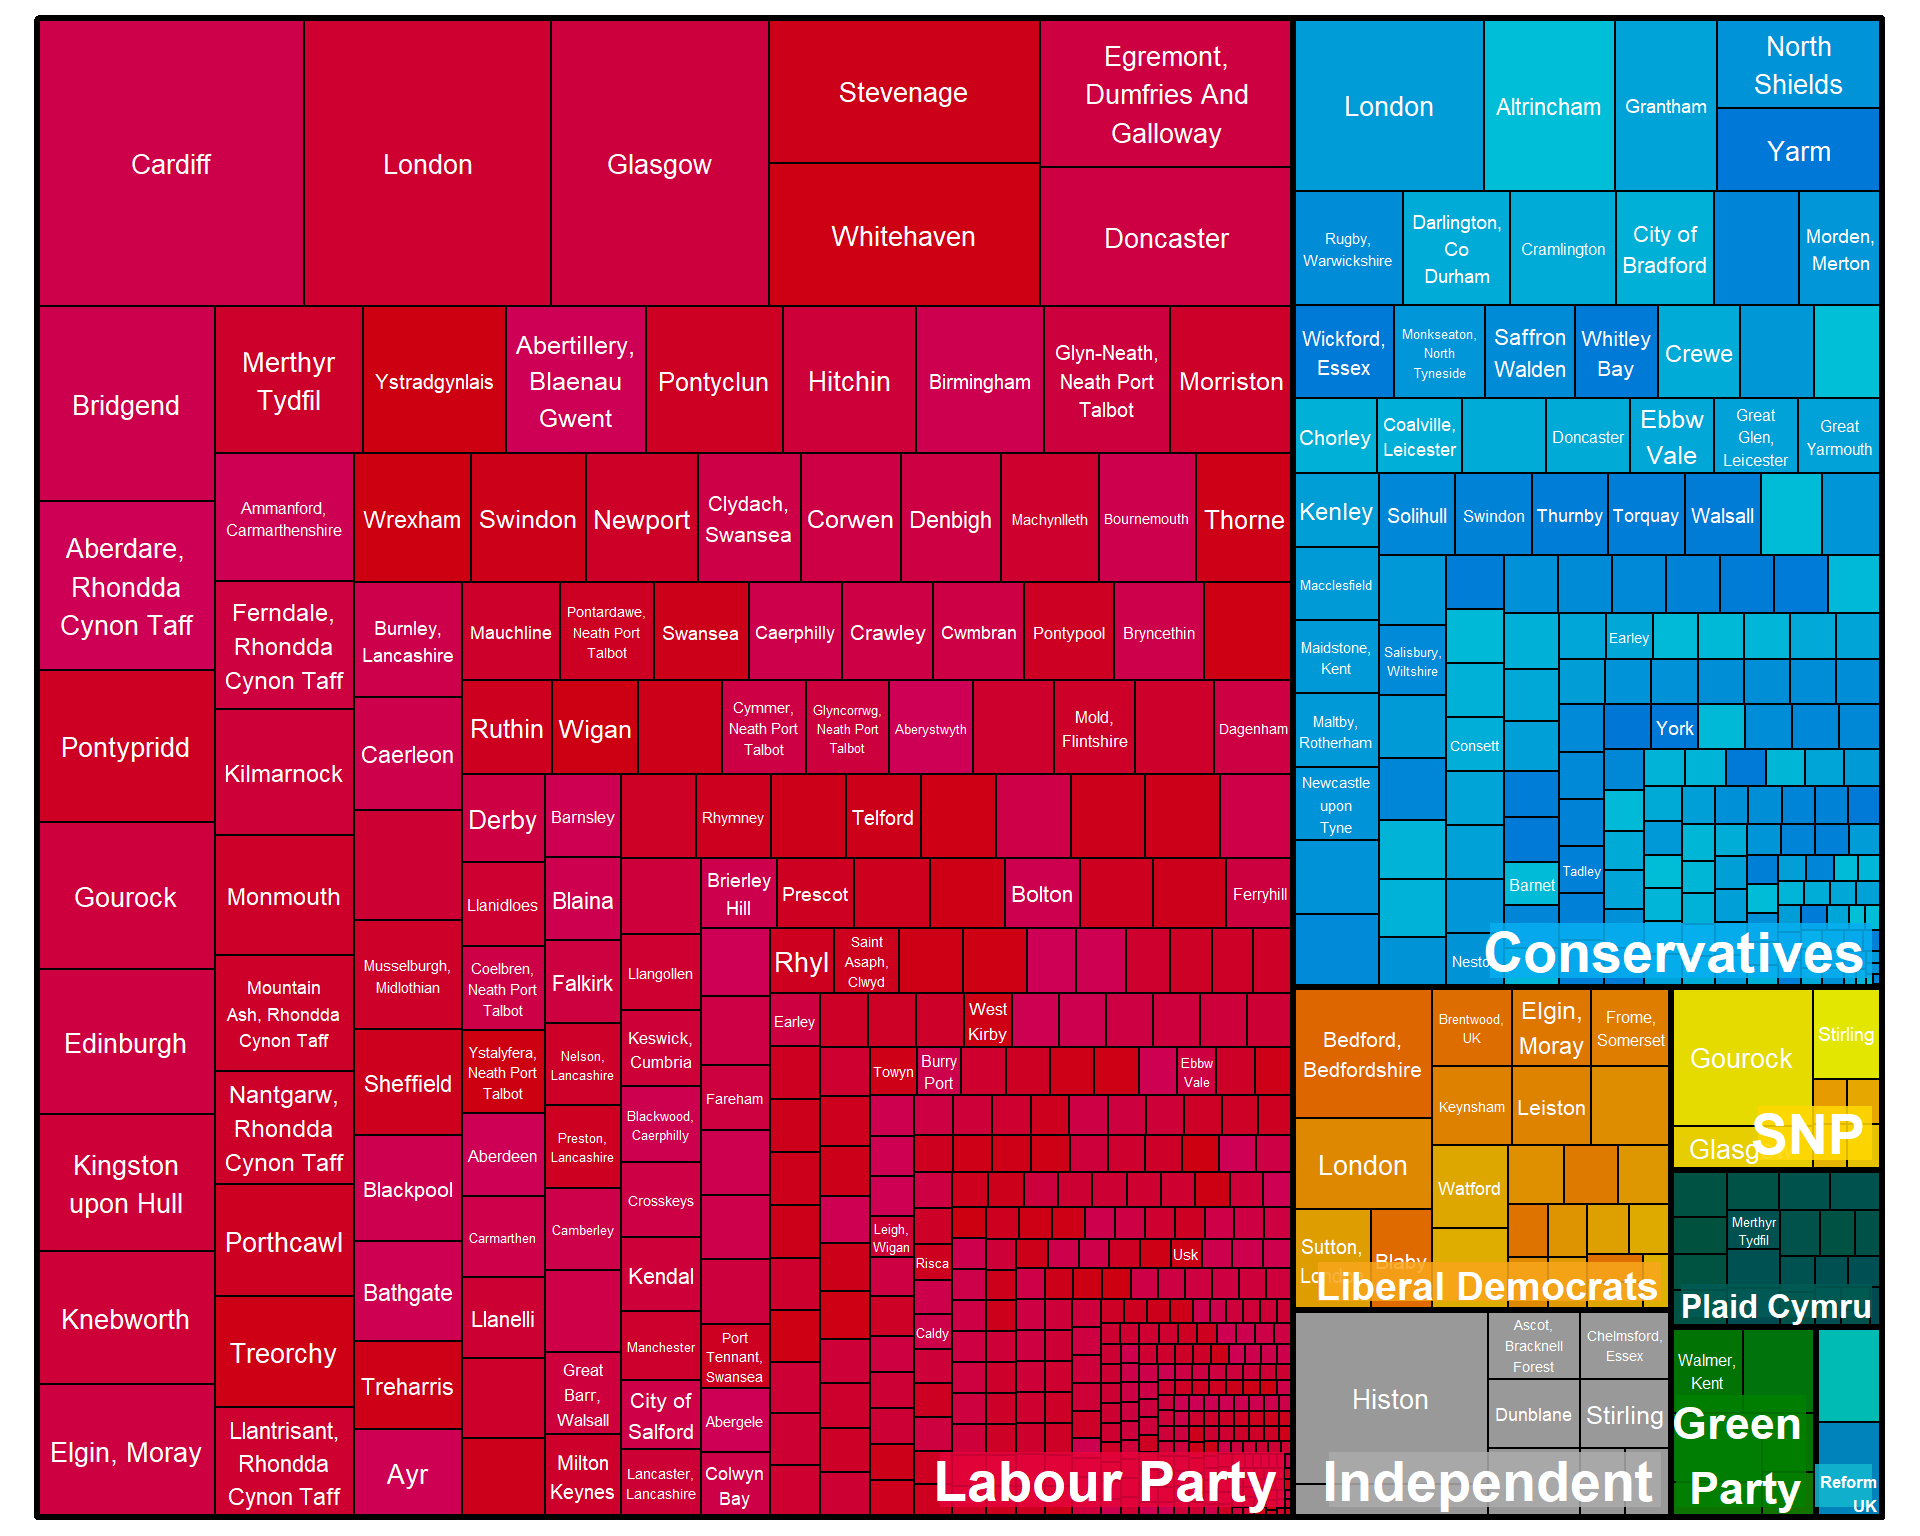 Cardiff
London
Glasgow
Stevenage
Whitehaven
Egremont,
Dumfries And
Galloway
Doncaster
Bridgend
Aberdare,
Rhondda
Cynon Taff
Pontypridd
Gourock
Edinburgh
Kingston
upon Hull
Knebworth
Elgin, Moray
Merthyr
Tydfil
Ystradgynlais
Abertillery,
Blaenau
Gwent
Pontyclun
Hitchin
Birmingham
Glyn-Neath,
Neath Port
Talbot
Morriston
Ammanford,
Carmarthenshire
Ferndale,
Rhondda
Cynon Taff
Kilmarnock
Monmouth
Mountain
Ash, Rhondda
Cynon Taff
Nantgarw,
Rhondda
Cynon Taff
Porthcawl
Treorchy
Llantrisant,
Rhondda
Cynon Taff
Wrexham
Swindon
Newport
Clydach,
Swansea
Corwen
Denbigh
Machynlleth
Bournemouth
Thorne
Burnley,
Lancashire
Caerleon
Musselburgh,
Midlothian
Sheffield
Blackpool
Bathgate
Treharris
Ayr
Mauchline
Pontardawe,
Neath Port
Talbot
Swansea
Caerphilly
Crawley
Cwmbran
Pontypool
Bryncethin
Ruthin
Wigan
Cymmer,
Neath Port
Talbot
Glyncorrwg,
Neath Port
Talbot
Aberystwyth
Mold,
Flintshire
Dagenham
Derby
Llanidloes
Coelbren,
Neath Port
Talbot
Ystalyfera,
Neath Port
Talbot
Aberdeen
Carmarthen
Llanelli
Barnsley
Blaina
Falkirk
Nelson,
Lancashire
Preston,
Lancashire
Camberley
Great
Barr,
Walsall
Milton
Keynes
Rhymney
Telford
Llangollen
Keswick,
Cumbria
Blackwood,
Caerphilly
Crosskeys
Kendal
Manchester
City of
Salford
Lancaster,
Lancashire
Brierley
Hill
Prescot
Bolton
Ferryhill
Fareham
Port
Tennant,
Swansea
Abergele
Colwyn
Bay
Rhyl
Saint
Asaph,
Clwyd
Earley
West
Kirby
Towyn
Burry
Port
Ebbw
Vale
Leigh,
Wigan
Risca
Usk
Caldy
Labour Party
London
Altrincham
Grantham
North
Shields
Yarm
Rugby,
Warwickshire
Darlington,
Co
Durham
Cramlington
City of
Bradford
Morden,
Merton
Wickford,
Essex
Monkseaton,
North
Tyneside
Saffron
Walden
Whitley
Bay
Crewe
Chorley
Coalville,
Leicester
Doncaster
Ebbw
Vale
Great
Glen,
Leicester
Great
Yarmouth
Kenley
Solihull
Swindon
Thurnby
Torquay
Walsall
Macclesfield
Maidstone,
Kent
Maltby,
Rotherham
Newcastle
upon
Tyne
Salisbury,
Wiltshire
Earley
York
Consett
Tadley
Barnet
Neston
Conservatives
Bedford,
Bedfordshire
Brentwood,
UK
Elgin,
Moray
Frome,
Somerset
Keynsham
Leiston
London
Watford
Sutton,
London
Blaby
Liberal Democrats
Gourock
Stirling
Glasgow
SNP
Merthyr
Tydfil
Plaid Cymru
Histon
Ascot,
Bracknell
Forest
Chelmsford,
Essex
Dunblane
Stirling
Independent
Walmer,
Kent
Green
Party
Reform
UK